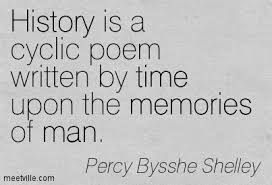 History is a
cyclic poem
written by time
upon the memories
of man.
Percy Bysshe Shelley
meetville.com